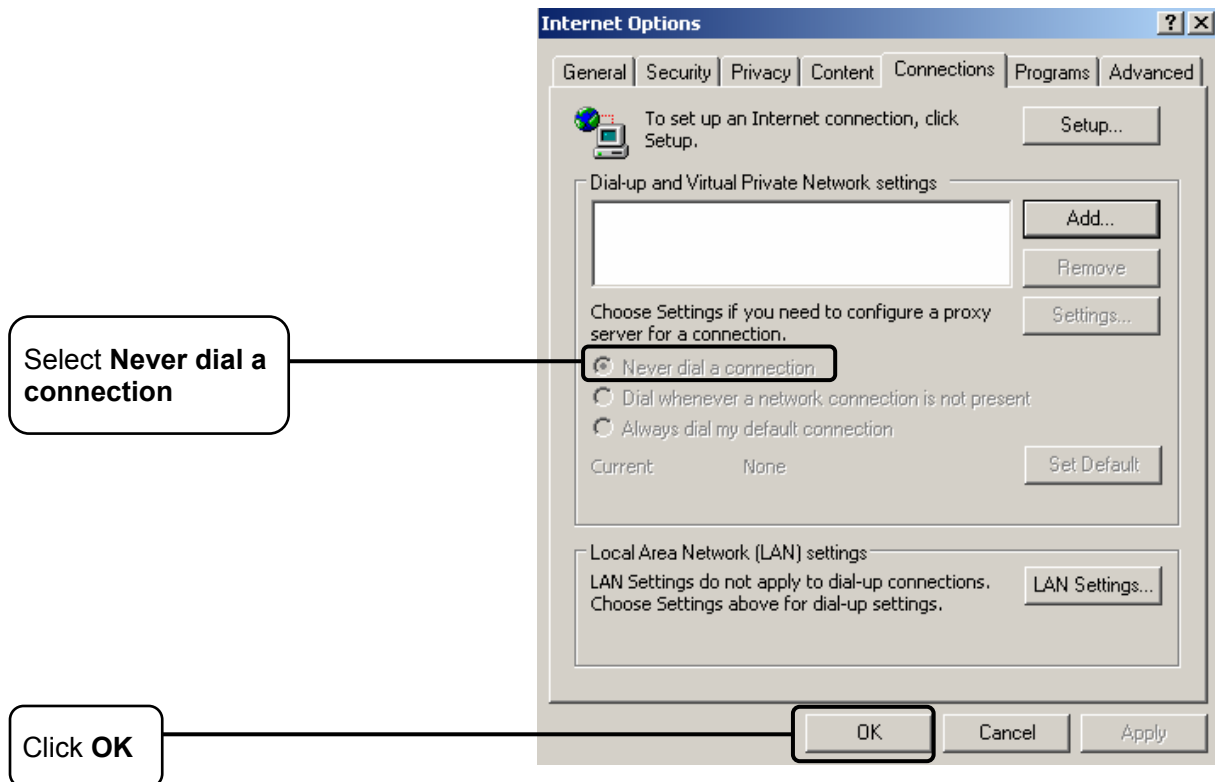 Internet Options
General Security Privacy Content Connections Programs Advanced
To set up an Internet connection, click
Setup.
Setup...
Dial-up and Virtual Private Network settings
Add...
Remove
Choose Settings if you need to configure a proxy
server for a connection.
Settings...
Select Never dial a
connection
Never dial a connection
Dial whenever a network connection is not present
Always dial my default connection
Current None Set Default
Local Area Network (LAN) settings
LAN Settings do not apply to dial-up connections.
Choose Settings above for dial-up settings.
LAN Settings...
Click OK
OK Cancel Apply